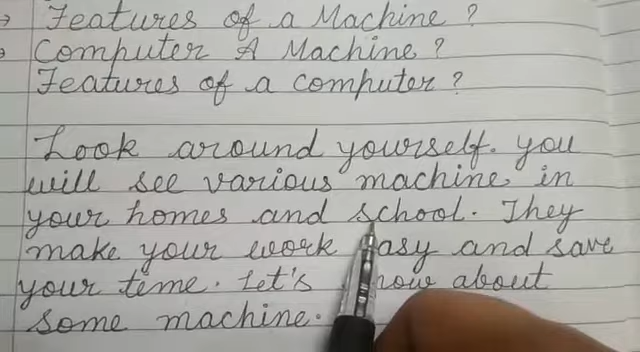 Features of a Machine?
Computer A Machine?
Features of a computer?
Look around yourself. you
will see various machine in
your homes and school. They
make your work easy and save
your teme. Let's know about
some machine.